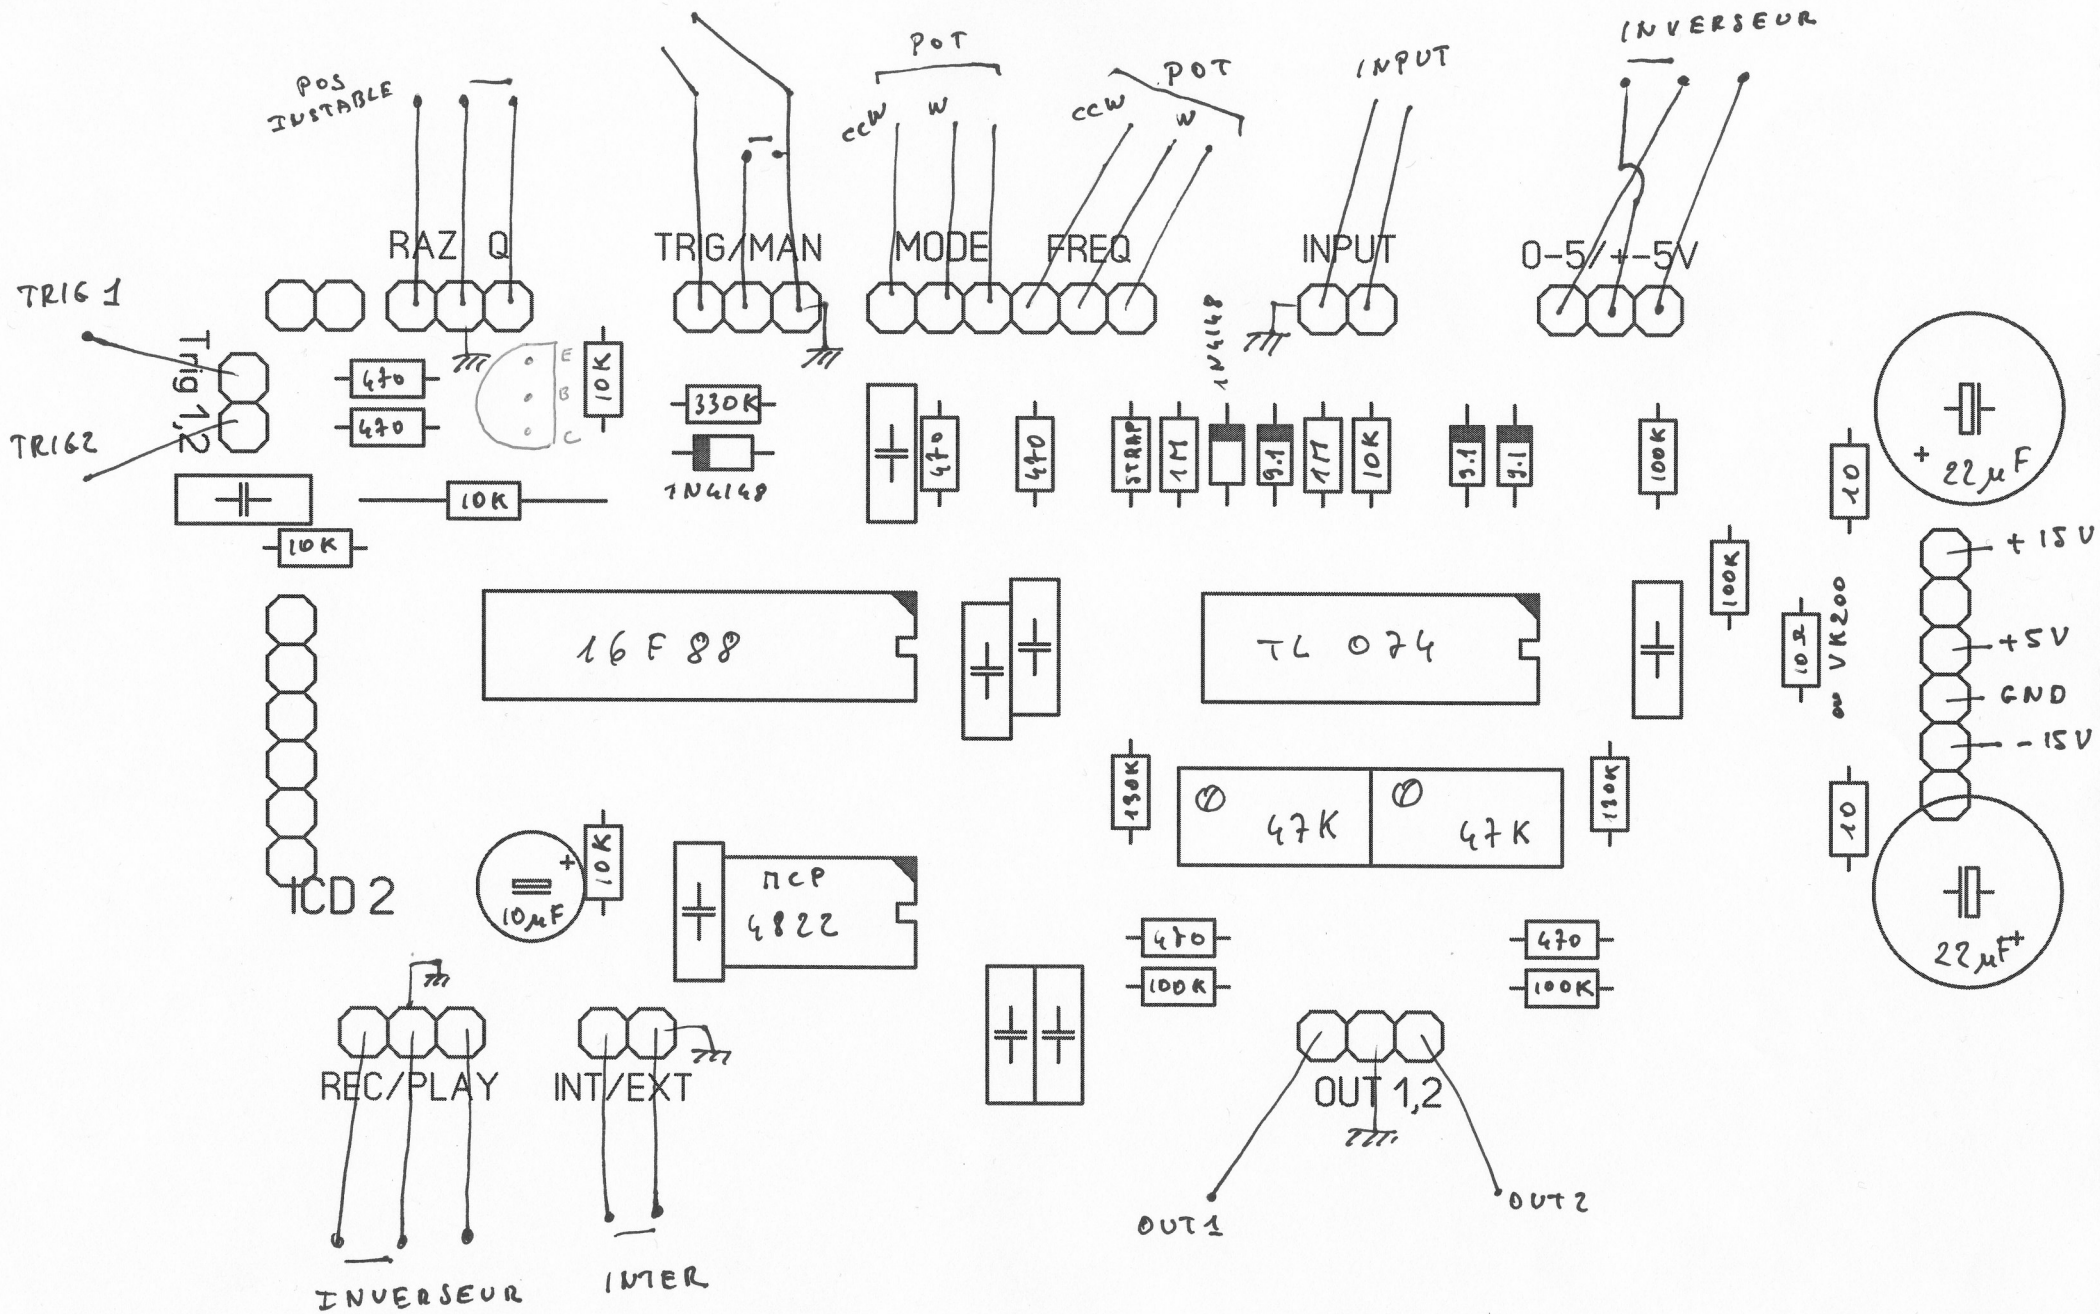 INVERSEUR
POT
POT
INPUT
POS
INSTABLE
CCW
W
CCW
W
RAZ Q
TRIG/MAN
MODE
FREQ
INPUT
0-5/+-5V
TRIG 1
Trig 1,2
TRIG2
470
470
E
B
C
10K
330K
1N4148
1N4148
470
470
STRAP
1M
9.1
1M
10K
9.1
9.1
100K
10
+
22µF
10K
10K
100K
+15V
+5V
GND
-15V
16F88
TL 074
10Ω
ou VK200
130K
47K
47K
130K
10
ICD 2
+
10µF
10K
MCP
4822
470
100K
470
100K
22µF+
REC/PLAY
INT/EXT
OUT 1,2
OUT1
OUT2
INVERSEUR
INTER